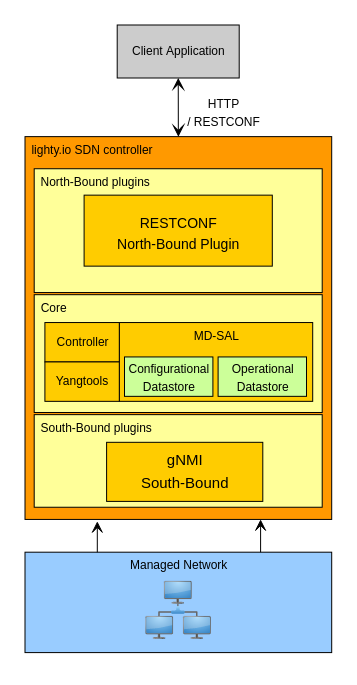 Client Application
HTTP
/ RESTCONF
lighty.io SDN controller
North-Bound plugins
RESTCONF
North-Bound Plugin
Core
Controller
MD-SAL
Yangtools
Configurational
Datastore
Operational
Datastore
South-Bound plugins
gNMI
South-Bound
Managed Network